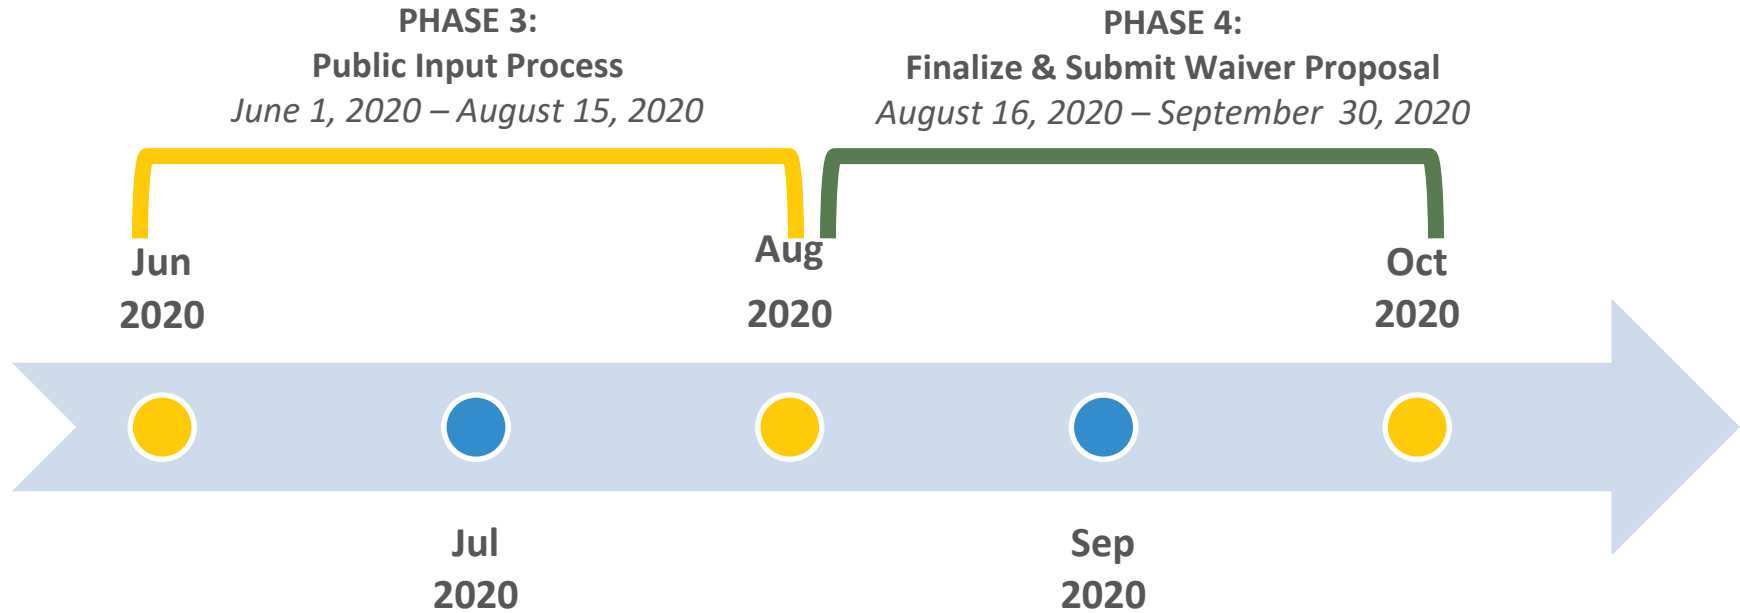 PHASE 3:
Public Input Process
June 1, 2020 – August 15, 2020
PHASE 4:
Finalize & Submit Waiver Proposal
August 16, 2020 – September  30, 2020
Jun
2020
Aug
2020
Oct
2020
Jul
2020
Sep
2020